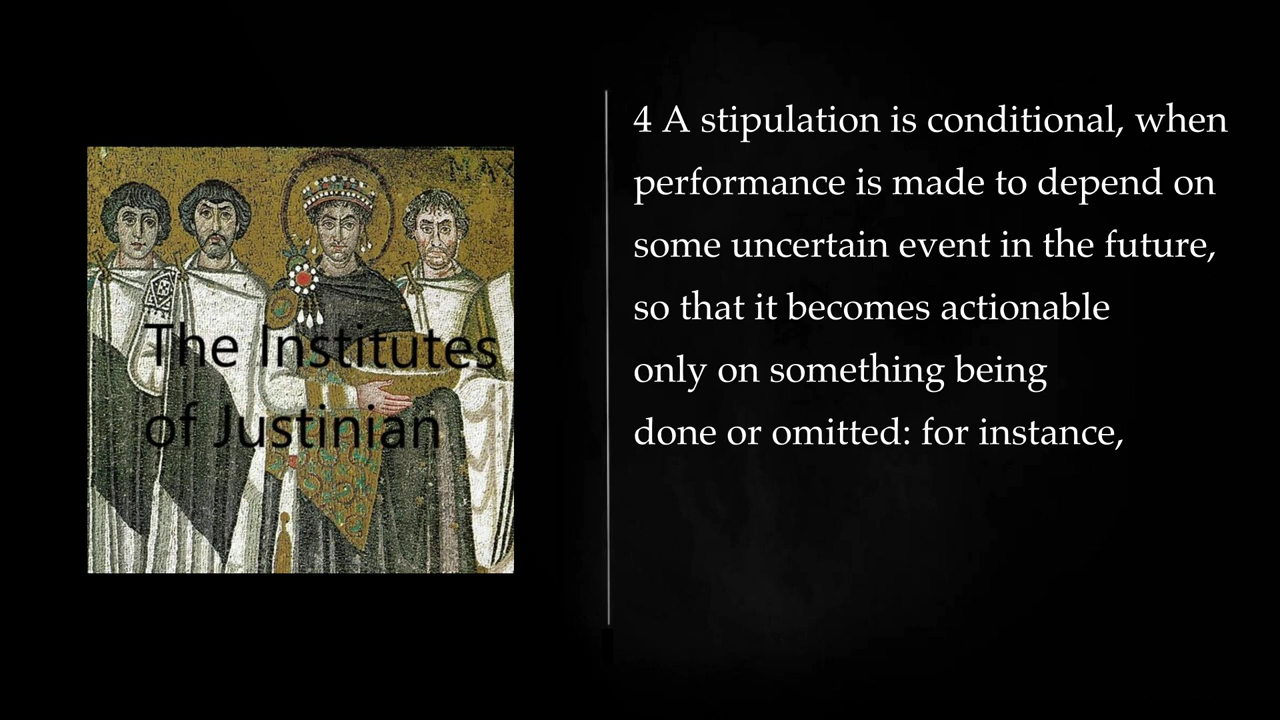 The Institutes
of Justinian
4 A stipulation is conditional, when
performance is made to depend on
some uncertain event in the future,
so that it becomes actionable
only on something being
done or omitted: for instance,